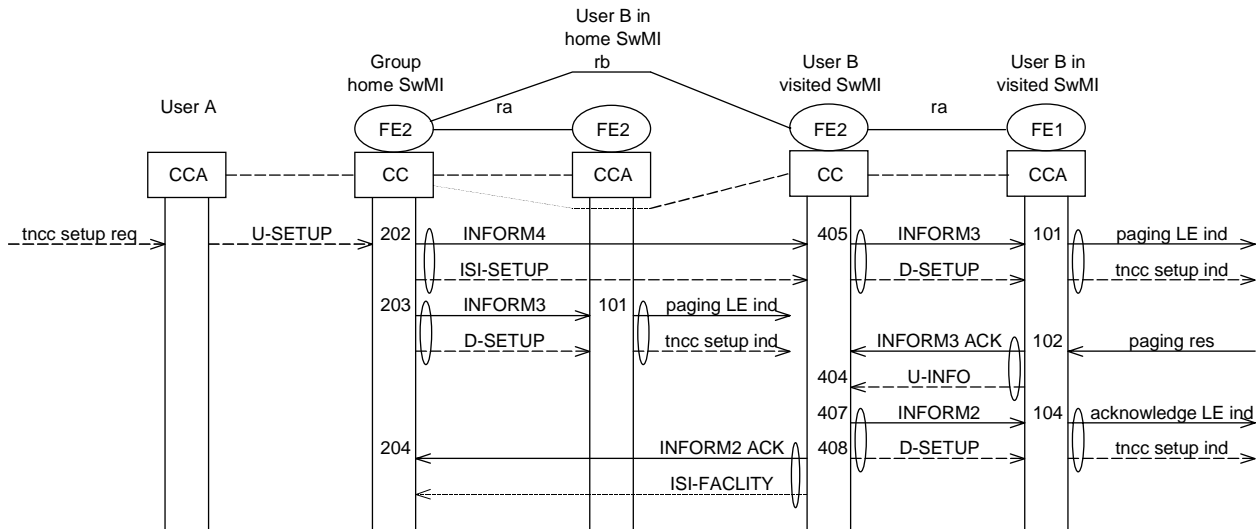 User B in
home SwMI
rb
Group
home SwMI
User B
visited SwMI
User B in
visited SwMI
User A
ra
ra
FE2
FE2
FE2
FE1
CCA
CC
CCA
CC
CCA
tncc setup req
U-SETUP
202
INFORM4
405
INFORM3
101
paging LE ind
ISI-SETUP
D-SETUP
tncc setup ind
203
INFORM3
101
paging LE ind
D-SETUP
tncc setup ind
INFORM3 ACK
102
paging res
404
U-INFO
407
INFORM2
104
acknowledge LE ind
204
INFORM2 ACK
408
D-SETUP
tncc setup ind
ISI-FACLITY